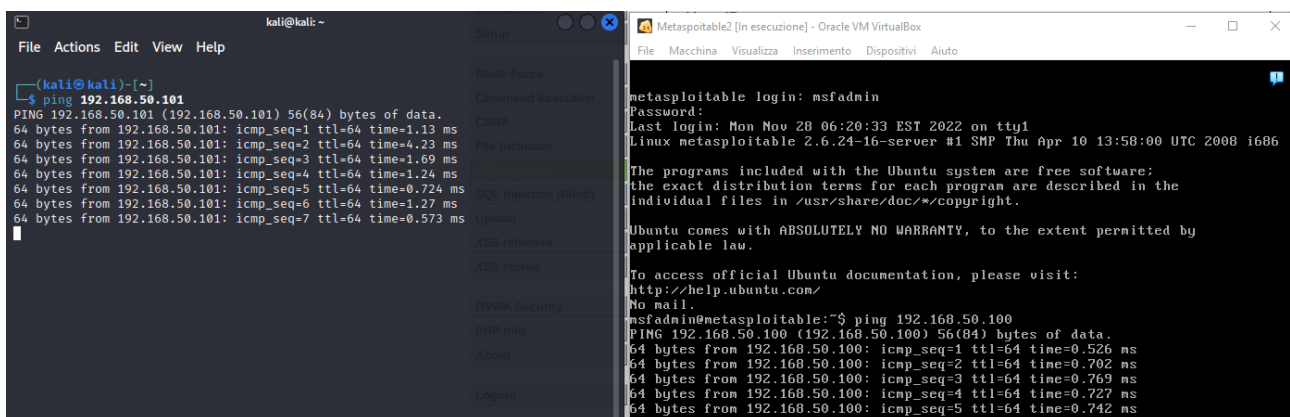 kali@kali: ~
File Actions Edit View Help
(kali㉿kali)-[~]
$ ping 192.168.50.101
PING 192.168.50.101 (192.168.50.101) 56(84) bytes of data.
64 bytes from 192.168.50.101: icmp_seq=1 ttl=64 time=1.13 ms
64 bytes from 192.168.50.101: icmp_seq=2 ttl=64 time=4.23 ms
64 bytes from 192.168.50.101: icmp_seq=3 ttl=64 time=1.69 ms
64 bytes from 192.168.50.101: icmp_seq=4 ttl=64 time=1.24 ms
64 bytes from 192.168.50.101: icmp_seq=5 ttl=64 time=0.724 ms
64 bytes from 192.168.50.101: icmp_seq=6 ttl=64 time=1.27 ms
64 bytes from 192.168.50.101: icmp_seq=7 ttl=64 time=0.573 ms
Setup
Brute Force
Command Execution
CSRF
File Inclusion
SQL Injection (Blind)
Upload
XSS reflected
XSS stored
DVWA Security
PHP Info
About
Logout
Metaspoitable2 [In esecuzione] - Oracle VM VirtualBox
File Macchina Visualizza Inserimento Dispositivi Aiuto
metasploitable login: msfadmin
Password:
Last login: Mon Nov 28 06:20:33 EST 2022 on tty1
Linux metasploitable 2.6.24-16-server #1 SMP Thu Apr 10 13:58:00 UTC 2008 i686
The programs included with the Ubuntu system are free software;
the exact distribution terms for each program are described in the
individual files in /usr/share/doc/*/copyright.
Ubuntu comes with ABSOLUTELY NO WARRANTY, to the extent permitted by
applicable law.
To access official Ubuntu documentation, please visit:
http://help.ubuntu.com/
No mail.
msfadmin@metasploitable:~$ ping 192.168.50.100
PING 192.168.50.100 (192.168.50.100) 56(84) bytes of data.
64 bytes from 192.168.50.100: icmp_seq=1 ttl=64 time=0.526 ms
64 bytes from 192.168.50.100: icmp_seq=2 ttl=64 time=0.702 ms
64 bytes from 192.168.50.100: icmp_seq=3 ttl=64 time=0.769 ms
64 bytes from 192.168.50.100: icmp_seq=4 ttl=64 time=0.727 ms
64 bytes from 192.168.50.100: icmp_seq=5 ttl=64 time=0.742 ms